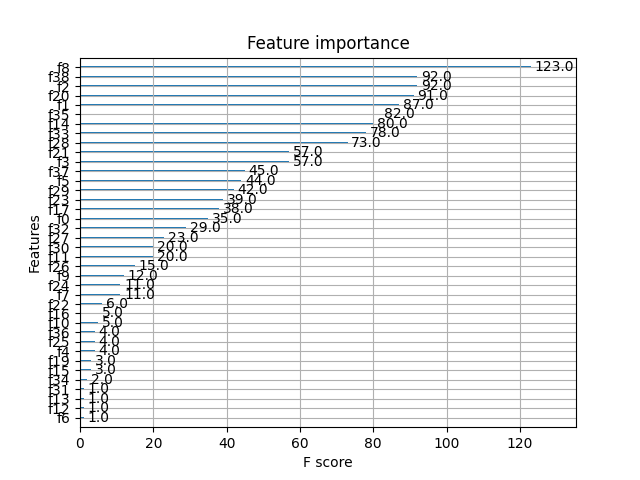 Feature importance
f8 123.0
f38 92.0
f2 92.0
f20 91.0
f1 87.0
f35 82.0
f14 80.0
f33 78.0
f28 73.0
f21 57.0
f3 57.0
f37 45.0
f5 44.0
f29 42.0
f23 39.0
f17 38.0
f0 35.0
f32 29.0
f27 23.0
f30 20.0
f11 20.0
f26 15.0
f9 12.0
f24 11.0
f7 11.0
f22 6.0
f16 5.0
f10 5.0
f36 4.0
f25 4.0
f4 4.0
f19 3.0
f15 3.0
f34 2.0
f31 1.0
f13 1.0
f12 1.0
f6 1.0
Features
0 20 40 60 80 100 120
F score